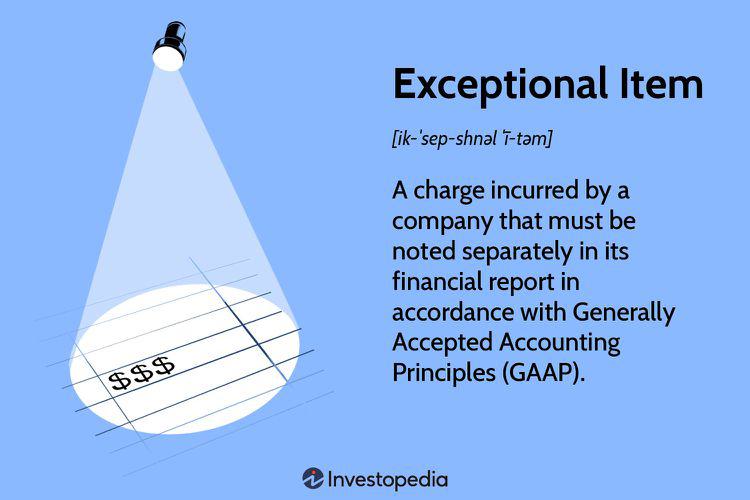 Exceptional Item
[ik-ˈsep-shnəl ˈī-təm]
A charge incurred by a
company that must be
noted separately in its
financial report in
accordance with Generally
Accepted Accounting
Principles (GAAP).
$$$
Investopedia